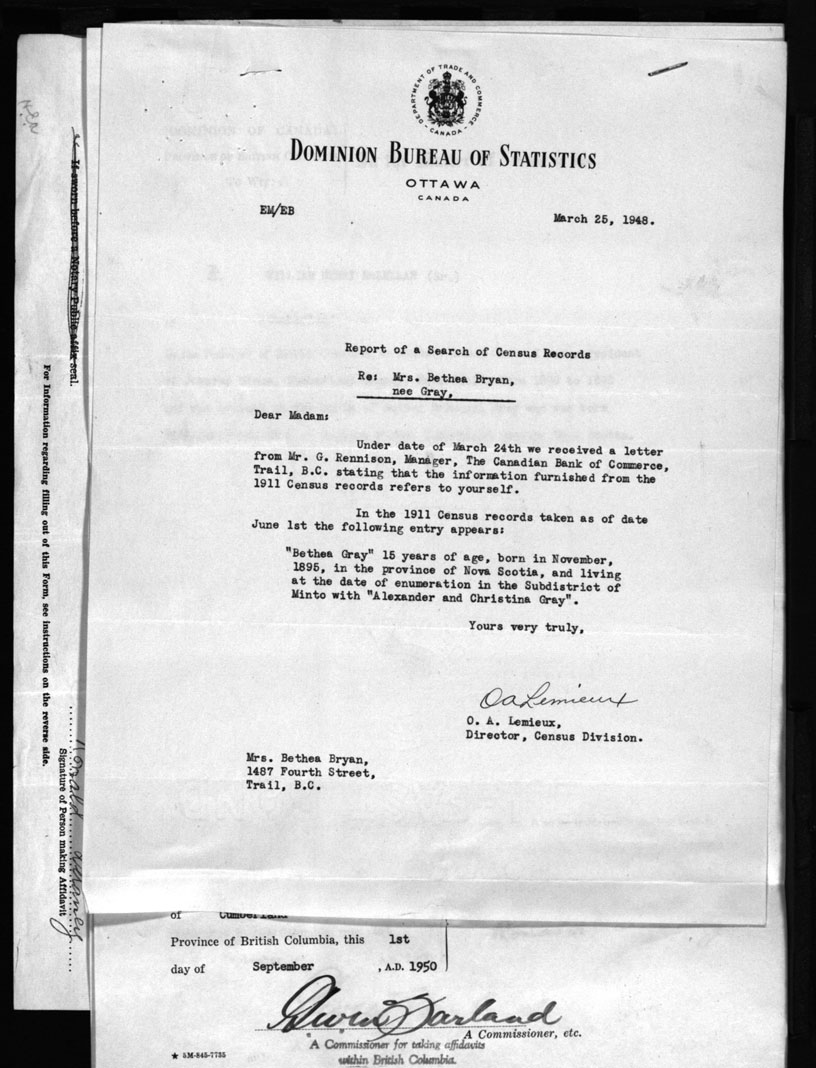 DEPARTMENT OF TRADE AND COMMERCE
- CANADA -
DOMINION BUREAU OF STATISTICS
OTTAWA
CANADA
EM/EB
March 25, 1948.
Report of a Search of Census Records
Re: Mrs. Bethea Bryan,
nee Gray,
Dear Madam:
Under date of March 24th we received a letter
from Mr. G. Rennison, Manager, The Canadian Bank of Commerce,
Trail, B.C. stating that the information furnished from the
1911 Census records refers to yourself.
In the 1911 Census records taken as of date
June 1st the following entry appears:
"Bethea Gray" 15 years of age, born in November,
1895, in the province of Nova Scotia, and living
at the date of enumeration in the Subdistrict of
Minto with "Alexander and Christina Gray".
Yours very truly,
O A Lemieux
O. A. Lemieux,
Director, Census Division.
Mrs. Bethea Bryan,
1487 Fourth Street,
Trail, B.C.
of Cumberland
Province of British Columbia, this 1st
day of September , A.D. 1950
A Commissioner, etc.
A Commissioner for taking affidavits
within British Columbia.
★ 5M-845-7735
If sworn before a Notary Public affix seal.
For Information regarding filling out of this Form, see instructions on the reverse side.
Signature of Person making Affidavit